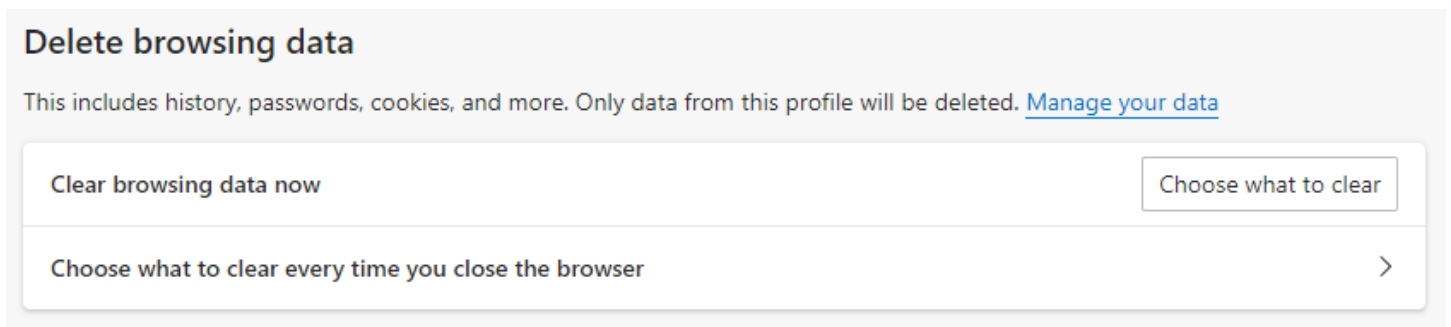 Delete browsing data
This includes history, passwords, cookies, and more. Only data from this profile will be deleted. Manage your data
Clear browsing data now
Choose what to clear
Choose what to clear every time you close the browser